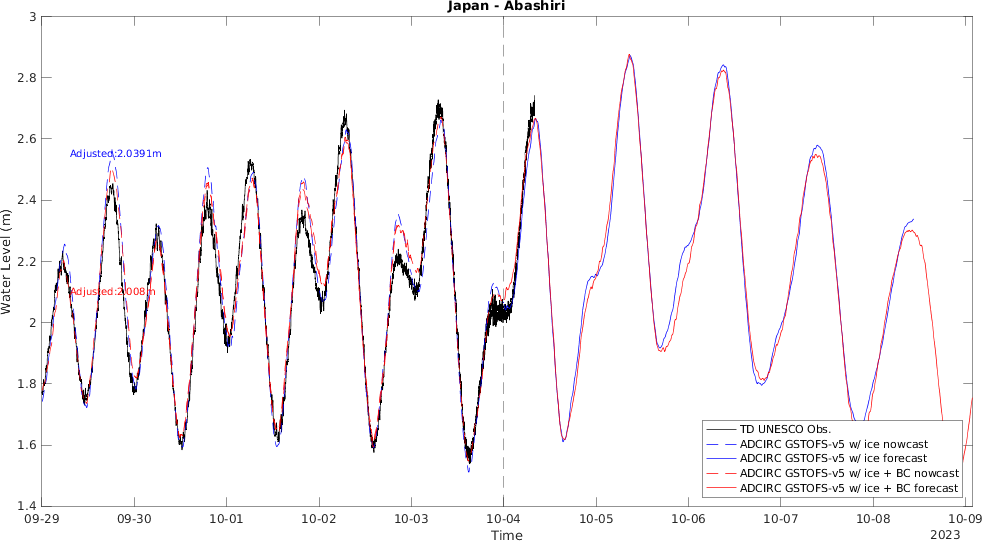 Japan - Abashiri
Water Level (m)
3
2.8
2.6
2.4
2.2
2
1.8
1.6
1.4
Adjusted:2.0391m
Adjusted:2.008m
TD UNESCO Obs.
ADCIRC GSTOFS-v5 w/ ice nowcast
ADCIRC GSTOFS-v5 w/ ice forecast
ADCIRC GSTOFS-v5 w/ ice + BC nowcast
ADCIRC GSTOFS-v5 w/ ice + BC forecast
09-29 09-30 10-01 10-02 10-03 10-04 10-05 10-06 10-07 10-08 10-09
Time
2023